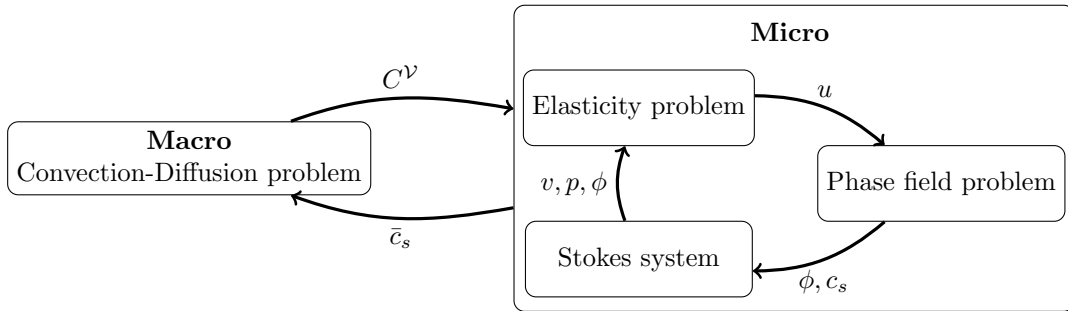 Micro
C^𝒱
Elasticity problem
u
Macro
Convection-Diffusion problem
v, p, ϕ
Phase field problem
c̄_s
Stokes system
ϕ, c_s